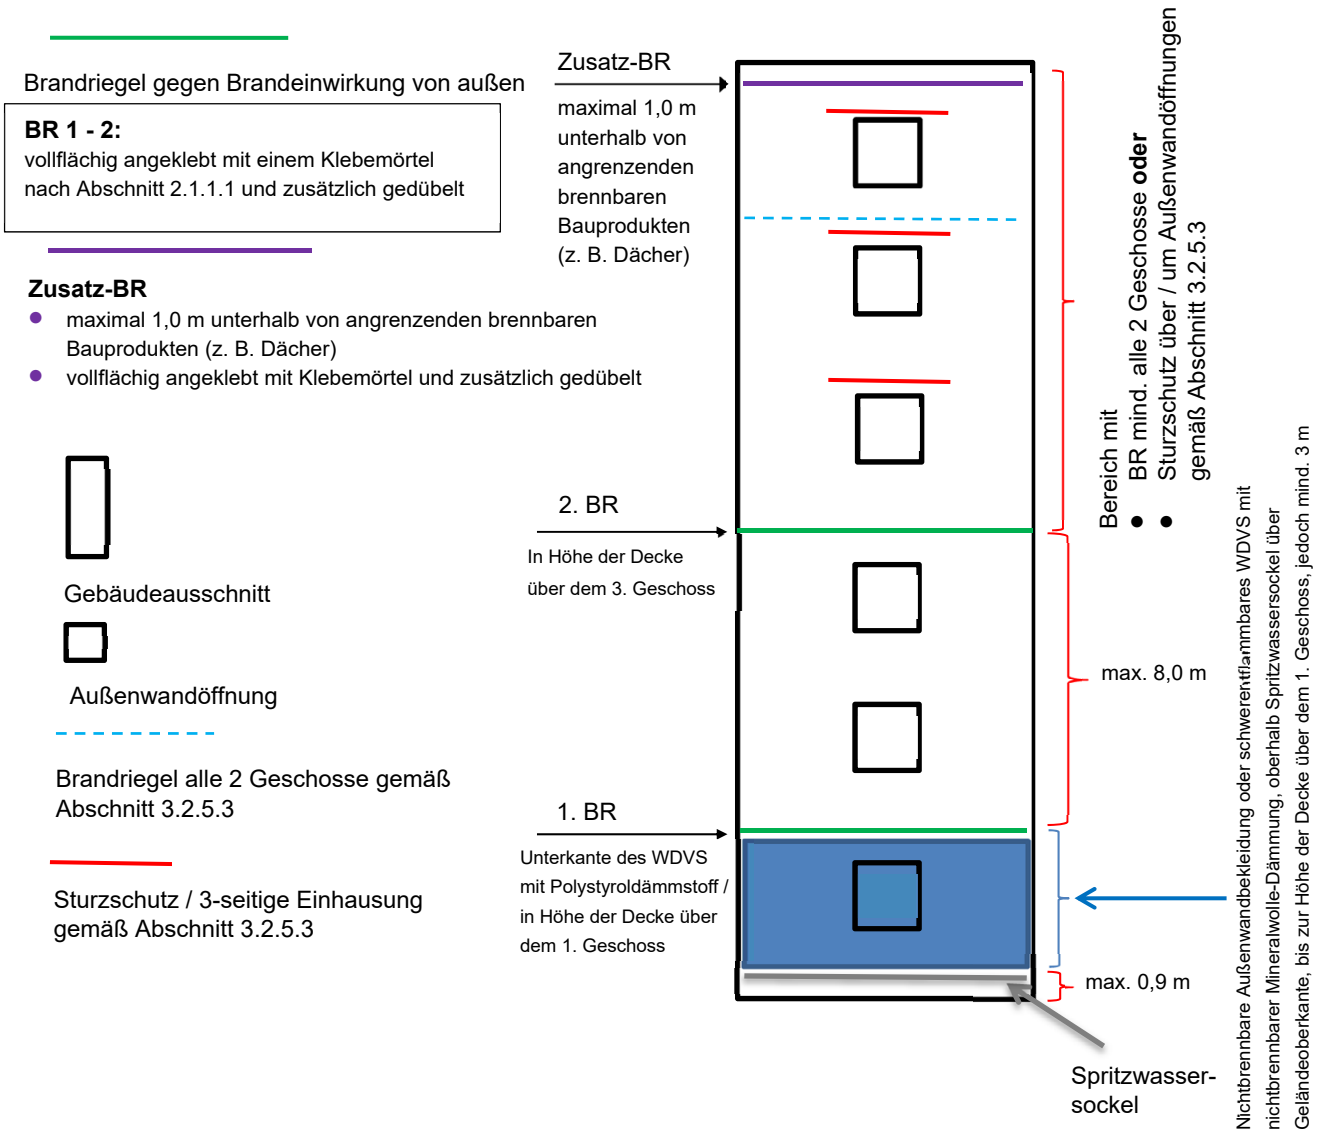 Brandriegel gegen Brandeinwirkung von außen
BR 1 - 2:
vollflächig angeklebt mit einem Klebemörtel
nach Abschnitt 2.1.1.1 und zusätzlich gedübelt
Zusatz-BR
● maximal 1,0 m unterhalb von angrenzenden brennbaren
Bauprodukten (z. B. Dächer)
● vollflächig angeklebt mit Klebemörtel und zusätzlich gedübelt
Gebäudeausschnitt
Außenwandöffnung
Brandriegel alle 2 Geschosse gemäß
Abschnitt 3.2.5.3
Sturzschutz / 3-seitige Einhausung
gemäß Abschnitt 3.2.5.3
Zusatz-BR
maximal 1,0 m
unterhalb von
angrenzenden
brennbaren
Bauprodukten
(z. B. Dächer)
2. BR
In Höhe der Decke
über dem 3. Geschoss
1. BR
Unterkante des WDVS
mit Polystyroldämmstoff /
in Höhe der Decke über
dem 1. Geschoss
Bereich mit
● BR mind. alle 2 Geschosse oder
● Sturzschutz über / um Außenwandöffnungen
gemäß Abschnitt 3.2.5.3
max. 8,0 m
max. 0,9 m
Spritzwasser-
sockel
Nichtbrennbare Außenwandbekleidung oder schwerentflammbares WDVS mit
nichtbrennbarer Mineralwolle-Dämmung, oberhalb Spritzwassersockel über
Geländeoberkante, bis zur Höhe der Decke über dem 1. Geschoss, jedoch mind. 3 m